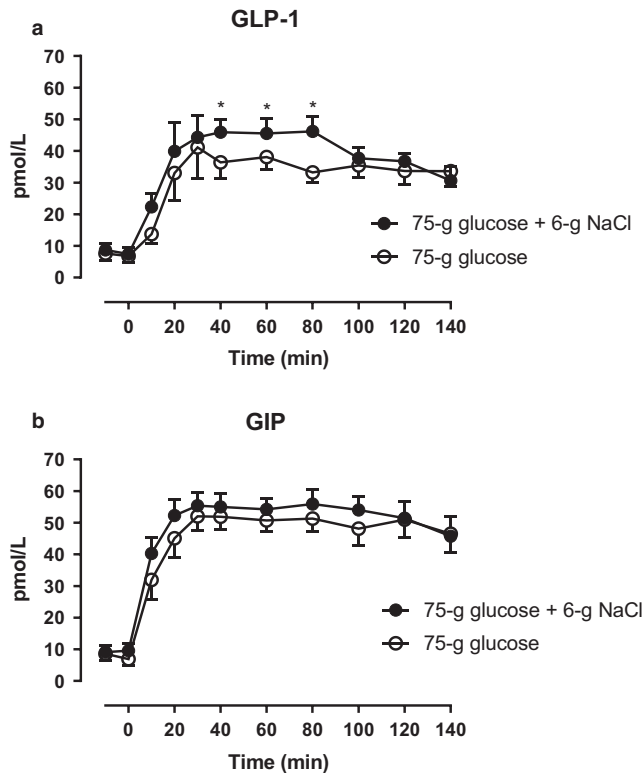 a
GLP-1
70
60
50
40
30
20
10
0
pmol/L
* * *
75-g glucose + 6-g NaCl
75-g glucose
0 20 40 60 80 100 120 140
Time (min)
b
GIP
70
60
50
40
30
20
10
0
pmol/L
75-g glucose + 6-g NaCl
75-g glucose
0 20 40 60 80 100 120 140
Time (min)